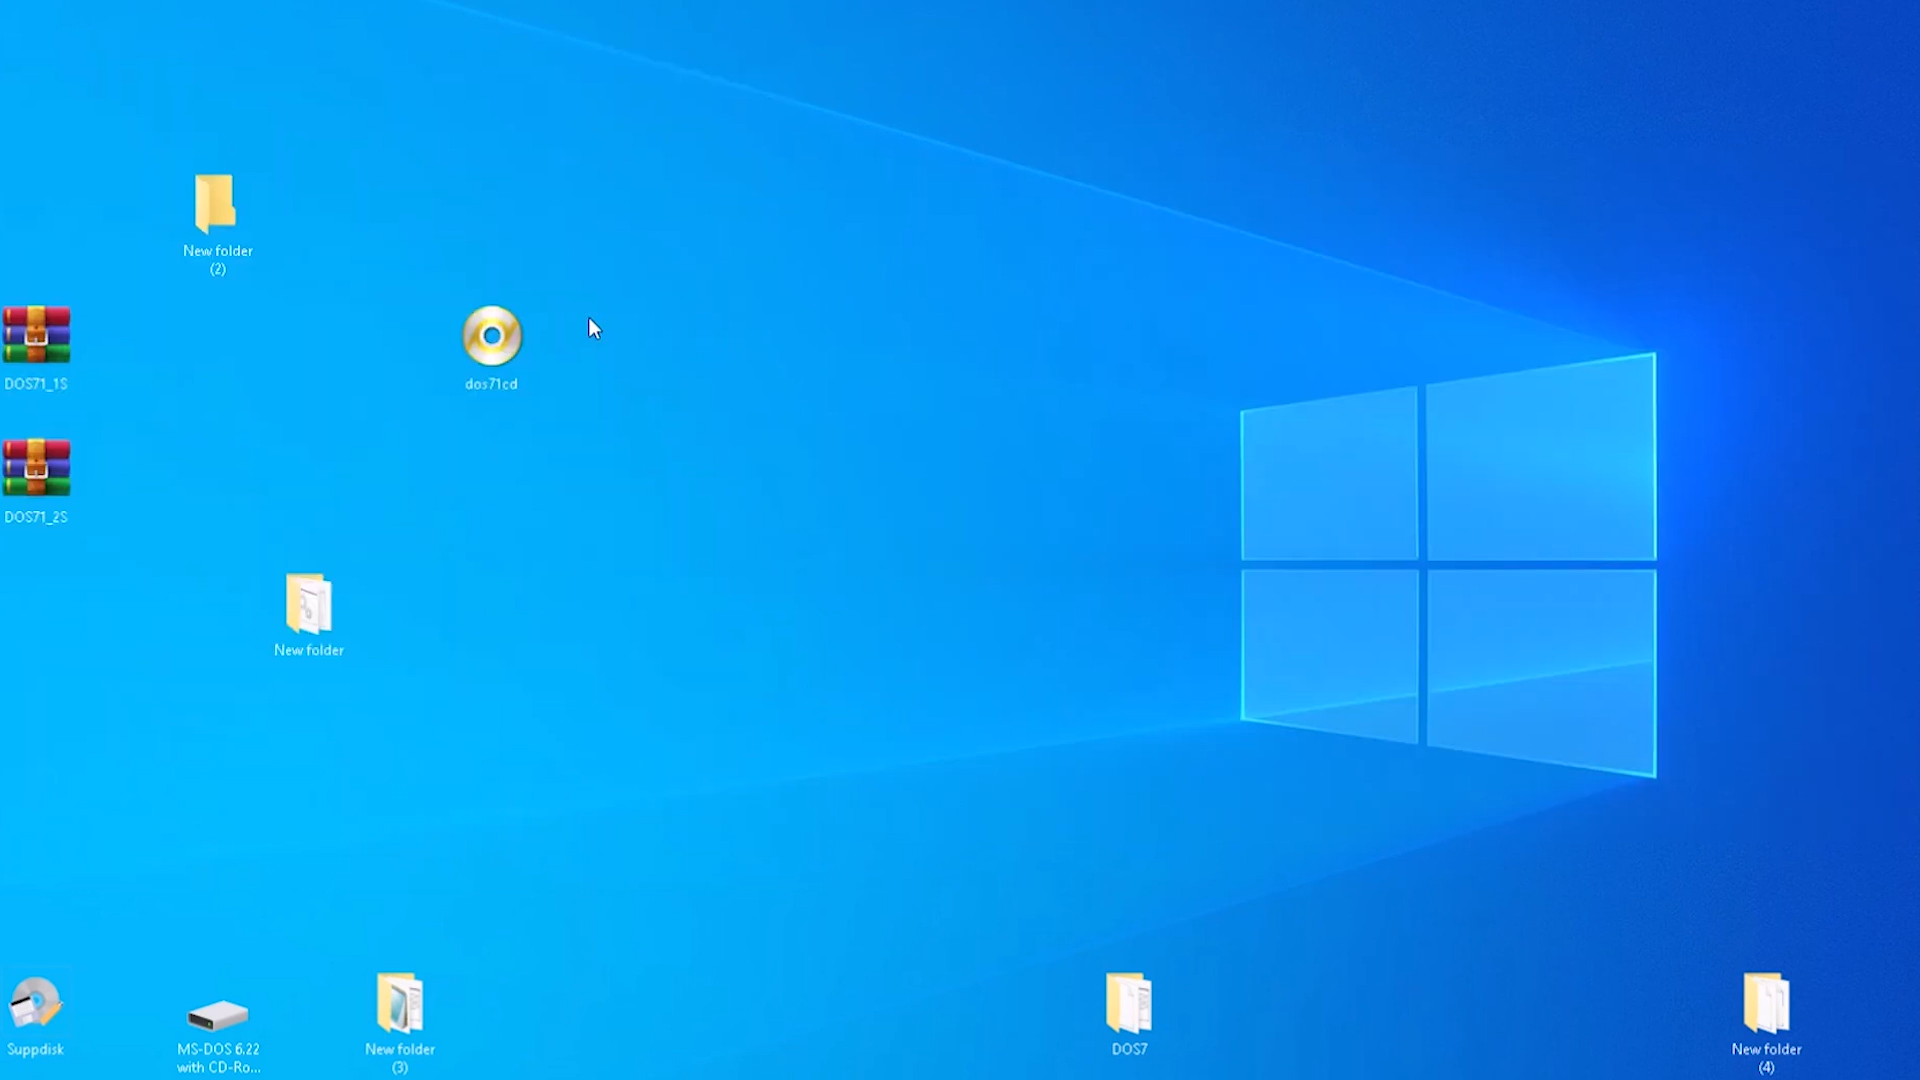 New folder
(2)
DOS71_1S
dos71cd
DOS71_2S
New folder
Suppdisk
MS-DOS 6.22
with CD-Ro...
New folder
(3)
DOS7
New folder
(4)